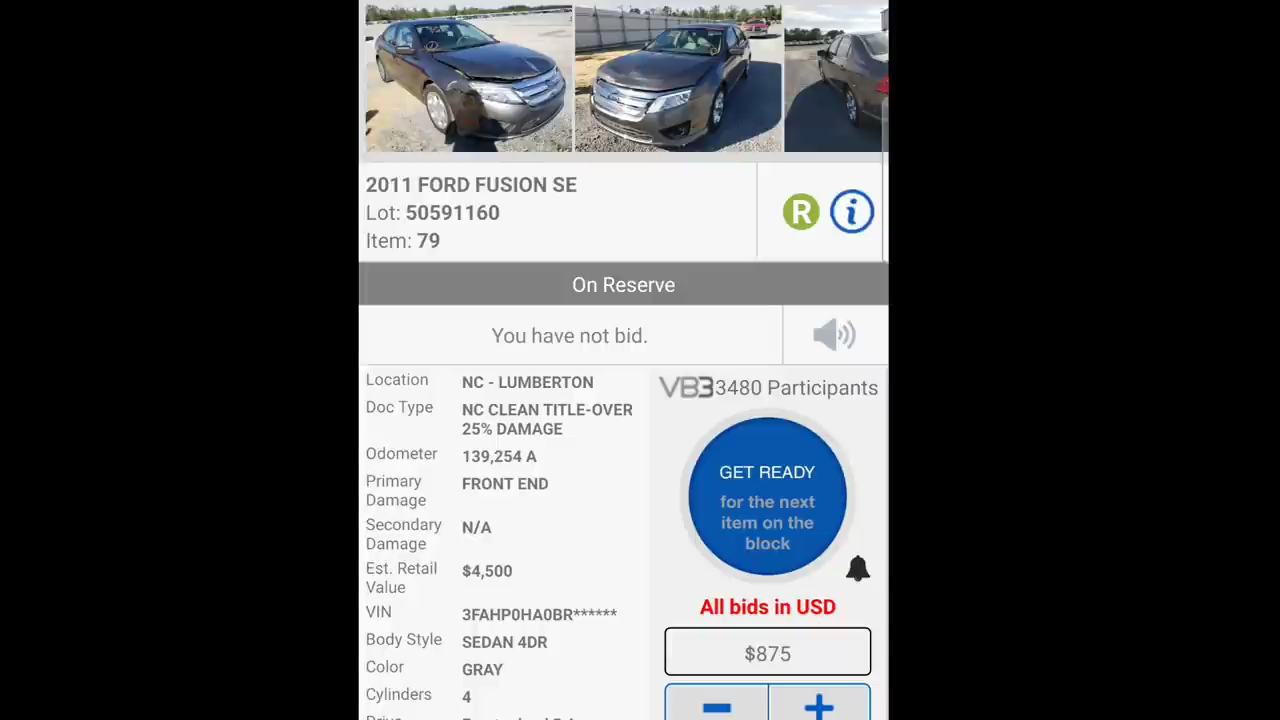 2011 FORD FUSION SE
Lot: 50591160
Item: 79
R
i
On Reserve
You have not bid.
Location NC - LUMBERTON
Doc Type NC CLEAN TITLE-OVER
25% DAMAGE
Odometer 139,254 A
Primary
Damage FRONT END
Secondary
Damage N/A
Est. Retail
Value $4,500
VIN 3FAHP0HA0BR******
Body Style SEDAN 4DR
Color GRAY
Cylinders 4
VB3 3480 Participants
GET READY
for the next
item on the
block
All bids in USD
$875
- +